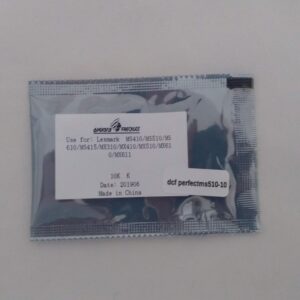 Use for: Lexmark MS410/MS510/MS
610/MS415/MX310/MX410/MX510/MX61
0/MX611
10K K
Date: 201906
Made in China
dcf perfectms510-10